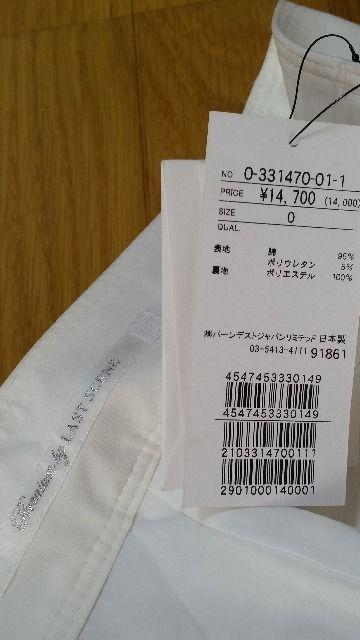 NO 0-331470-01-1
PRICE ¥14,700 (14,000)
SIZE 0
QUAL.
表地 綿 95%
ポリウレタン 5%
裏地 ポリエステル 100%
㈱バーンデストジャパンリミテッド 日本製
03-5413-4111 91861
4547453330149
4547453330149
2103314700111
2901000140001
LAST SCENE